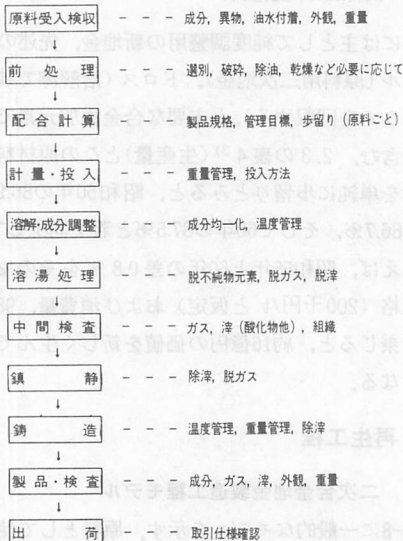 原料受入検収 - - - 成分, 異物, 油水付着, 外観, 重量
↓
前処理 - - - 選別, 破砕, 除油, 乾燥など必要に応じて
↓
配合計算 - - - 製品規格, 管理目標, 歩留り (原料ごと)
↓
計量・投入 - - - 重量管理, 投入方法
↓
溶解・成分調整 - - - 成分均一化, 温度管理
↓
溶湯処理 - - - 脱不純物元素, 脱ガス, 脱滓
↓
中間検査 - - - ガス, 滓 (酸化物他), 組織
↓
鎮静 - - - 除滓, 脱ガス
↓
鋳造 - - - 温度管理, 重量管理, 除滓
↓
製品・検査 - - - 成分, ガス, 滓, 外観, 重量
↓
出荷 - - - 取引仕様確認